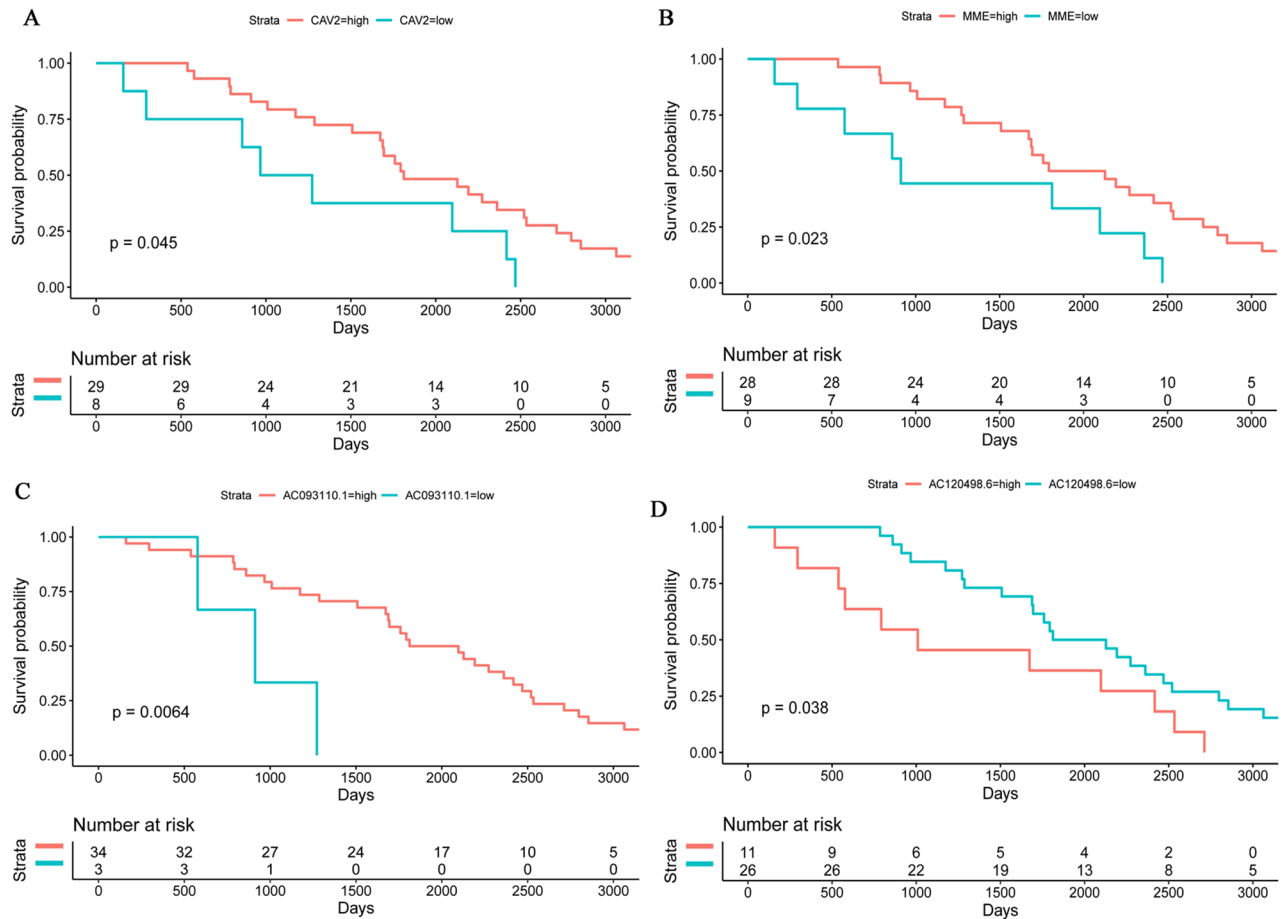 A
Strata CAV2=high CAV2=low
1.00
0.75
0.50
0.25
0.00
Survival probability
p = 0.045
0 500 1000 1500 2000 2500 3000
Days
Number at risk
Strata
29 29 24 21 14 10 5
8 6 4 3 3 0 0
0 500 1000 1500 2000 2500 3000
Days
B
Strata MME=high MME=low
1.00
0.75
0.50
0.25
0.00
Survival probability
p = 0.023
0 500 1000 1500 2000 2500 3000
Days
Number at risk
Strata
28 28 24 20 14 10 5
9 7 4 4 3 0 0
0 500 1000 1500 2000 2500 3000
Days
C
Strata AC093110.1=high AC093110.1=low
1.00
0.75
0.50
0.25
0.00
Survival probability
p = 0.0064
0 500 1000 1500 2000 2500 3000
Days
Number at risk
Strata
34 32 27 24 17 10 5
3 3 1 0 0 0 0
0 500 1000 1500 2000 2500 3000
Days
D
Strata AC120498.6=high AC120498.6=low
1.00
0.75
0.50
0.25
0.00
Survival probability
p = 0.038
0 500 1000 1500 2000 2500 3000
Days
Number at risk
Strata
11 9 6 5 4 2 0
26 26 22 19 13 8 5
0 500 1000 1500 2000 2500 3000
Days